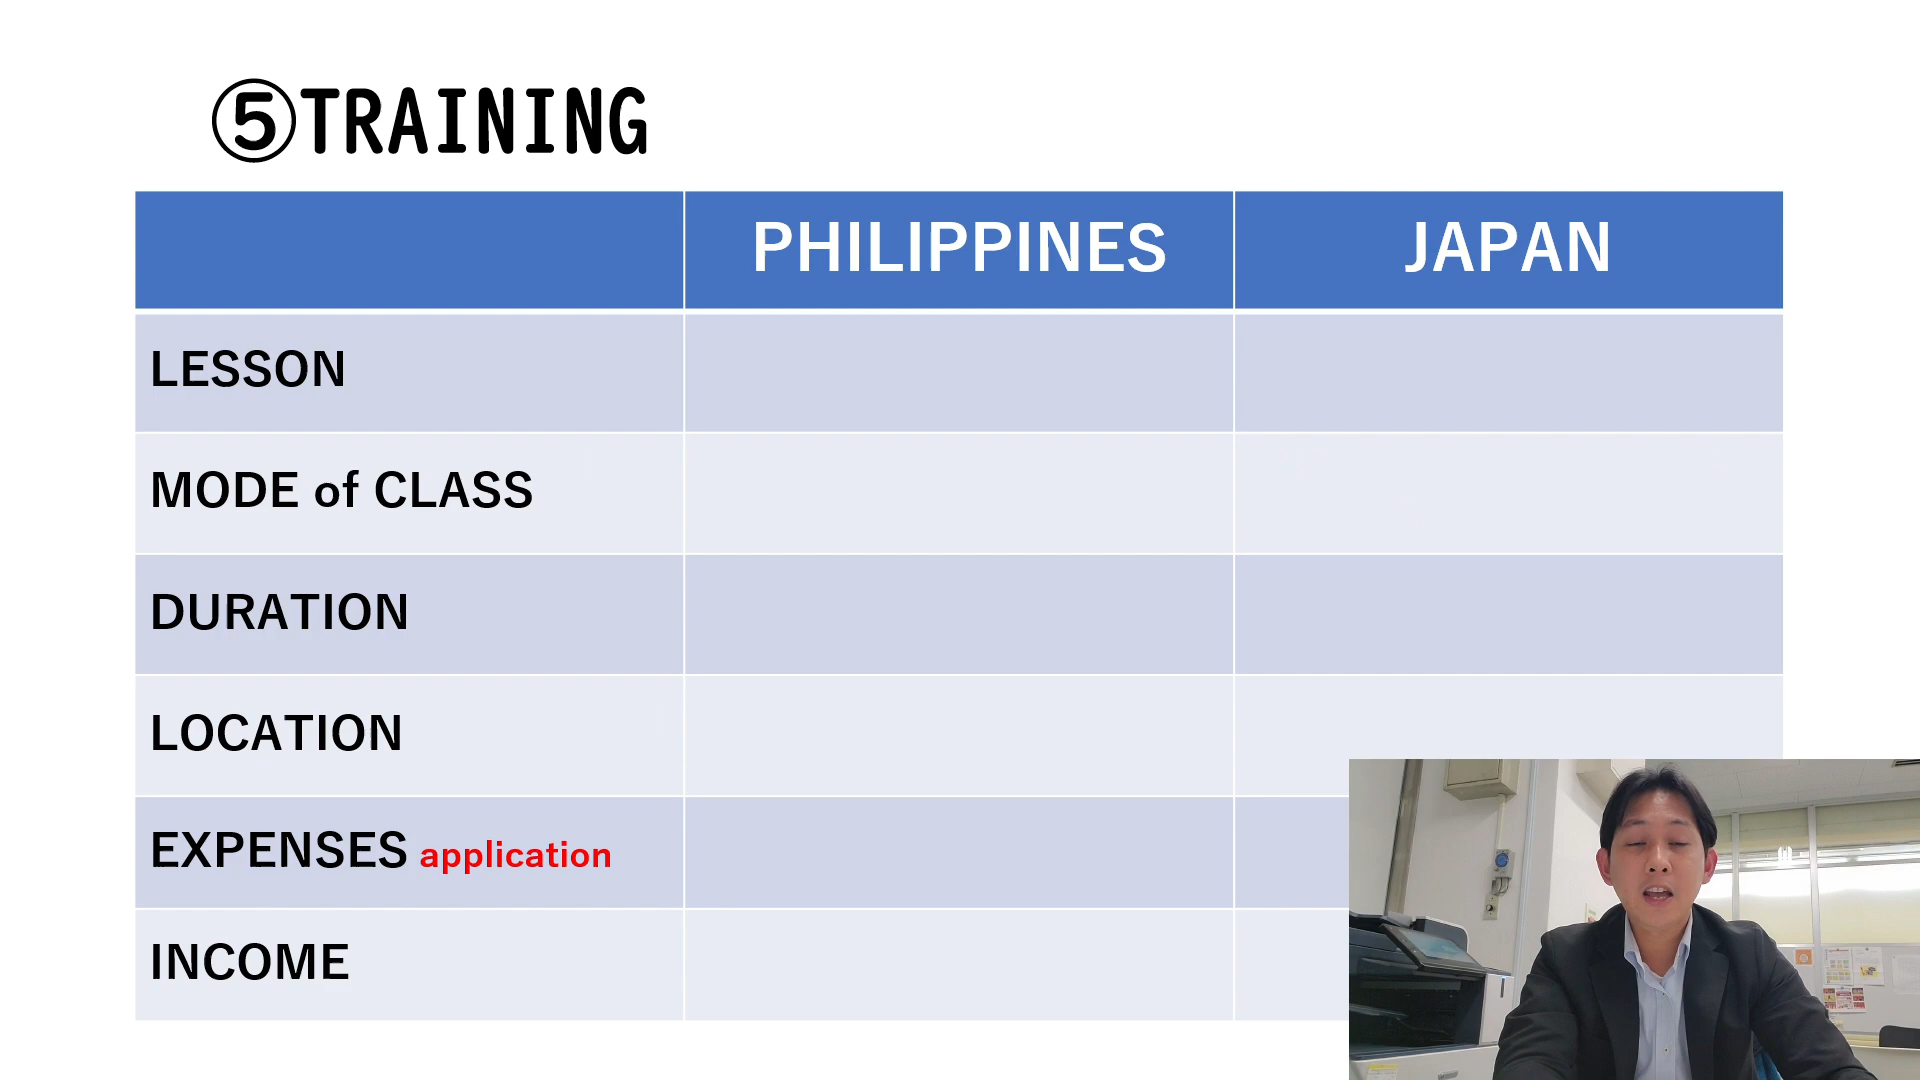 ⑤TRAINING
PHILIPPINES JAPAN
LESSON
MODE of CLASS
DURATION
LOCATION
EXPENSES application
INCOME